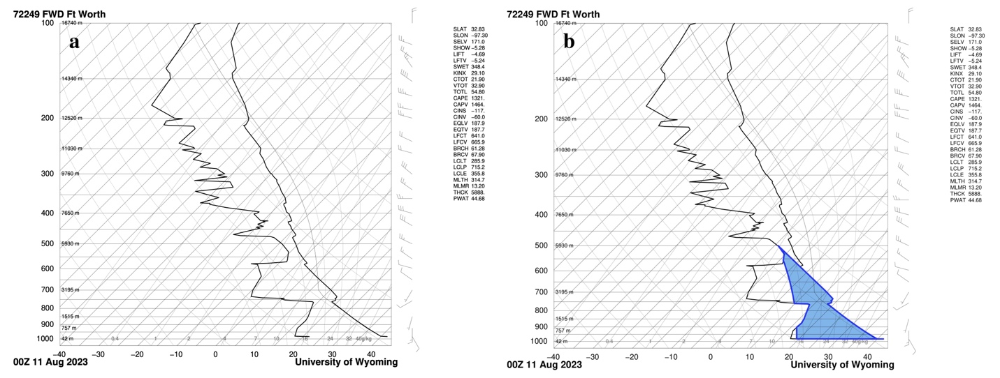 72249 FWD Ft Worth
a
100
16740 m
14340 m
200
12520 m
11030 m
300
9760 m
400
7650 m
500
5930 m
600
700
3195 m
800
1515 m
900
757 m
1000
42 m
0.4
1
2
4
7
10
16
24
32
40g/kg
−40
−30
−20
−10
0
10
20
30
40
00Z 11 Aug 2023
University of Wyoming
SLAT 32.83
SLON −97.30
SELV 171.0
SHOW −5.28
LIFT −4.69
LFTV −5.24
SWET 348.4
KINX 29.10
CTOT 21.90
VTOT 32.90
TOTL 54.80
CAPE 1321.
CAPV 1464.
CINS −117.
CINV −60.0
EQLV 187.9
EQTV 187.7
LFCT 641.0
LFCV 665.9
BRCH 61.28
BRCV 67.90
LCLT 285.9
LCLP 715.2
LCLE 355.8
MLTH 314.7
MLMR 13.20
THCK 5888.
PWAT 44.68
72249 FWD Ft Worth
b
100
16740 m
14340 m
200
12520 m
11030 m
300
9760 m
400
7650 m
500
5930 m
600
700
3195 m
800
1515 m
900
757 m
1000
42 m
0.4
1
2
4
7
10
16
24
32
40g/kg
−40
−30
−20
−10
0
10
20
30
40
00Z 11 Aug 2023
University of Wyoming
SLAT 32.83
SLON −97.30
SELV 171.0
SHOW −5.28
LIFT −4.69
LFTV −5.24
SWET 348.4
KINX 29.10
CTOT 21.90
VTOT 32.90
TOTL 54.80
CAPE 1321.
CAPV 1464.
CINS −117.
CINV −60.0
EQLV 187.9
EQTV 187.7
LFCT 641.0
LFCV 665.9
BRCH 61.28
BRCV 67.90
LCLT 285.9
LCLP 715.2
LCLE 355.8
MLTH 314.7
MLMR 13.20
THCK 5888.
PWAT 44.68